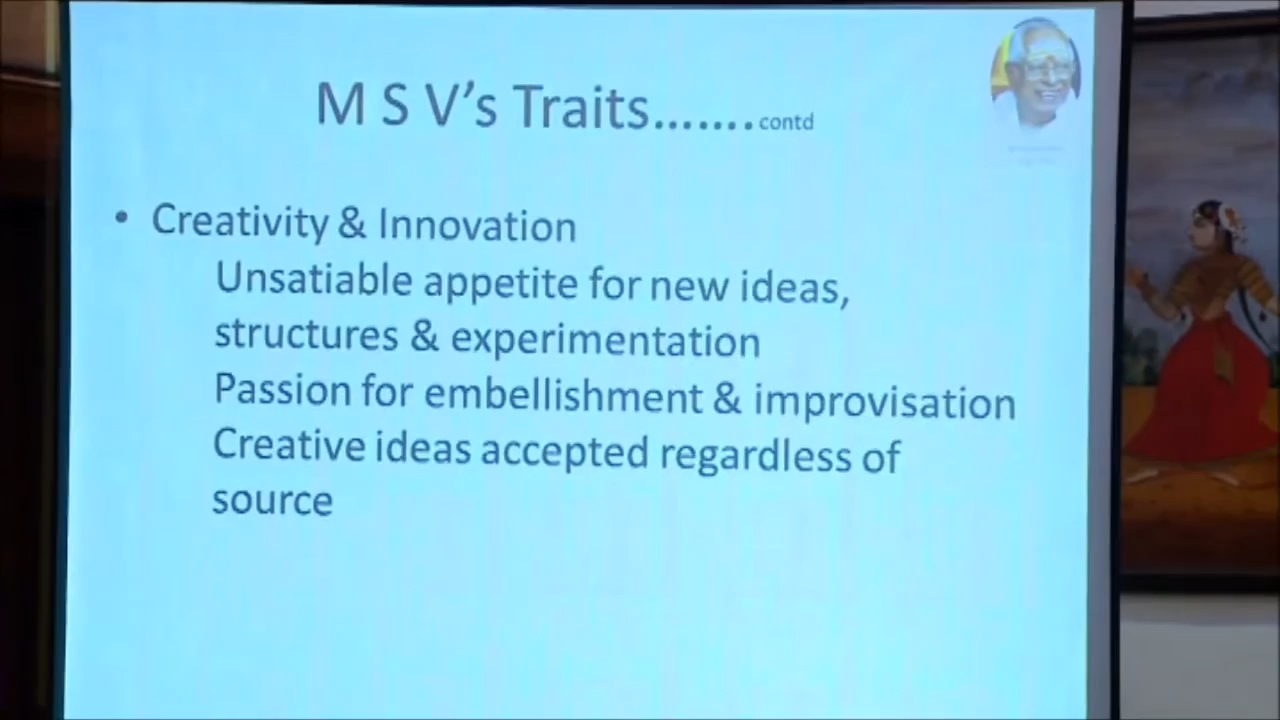 M S V's Traits.......contd
• Creativity & Innovation
Unsatiable appetite for new ideas,
structures & experimentation
Passion for embellishment & improvisation
Creative ideas accepted regardless of
source